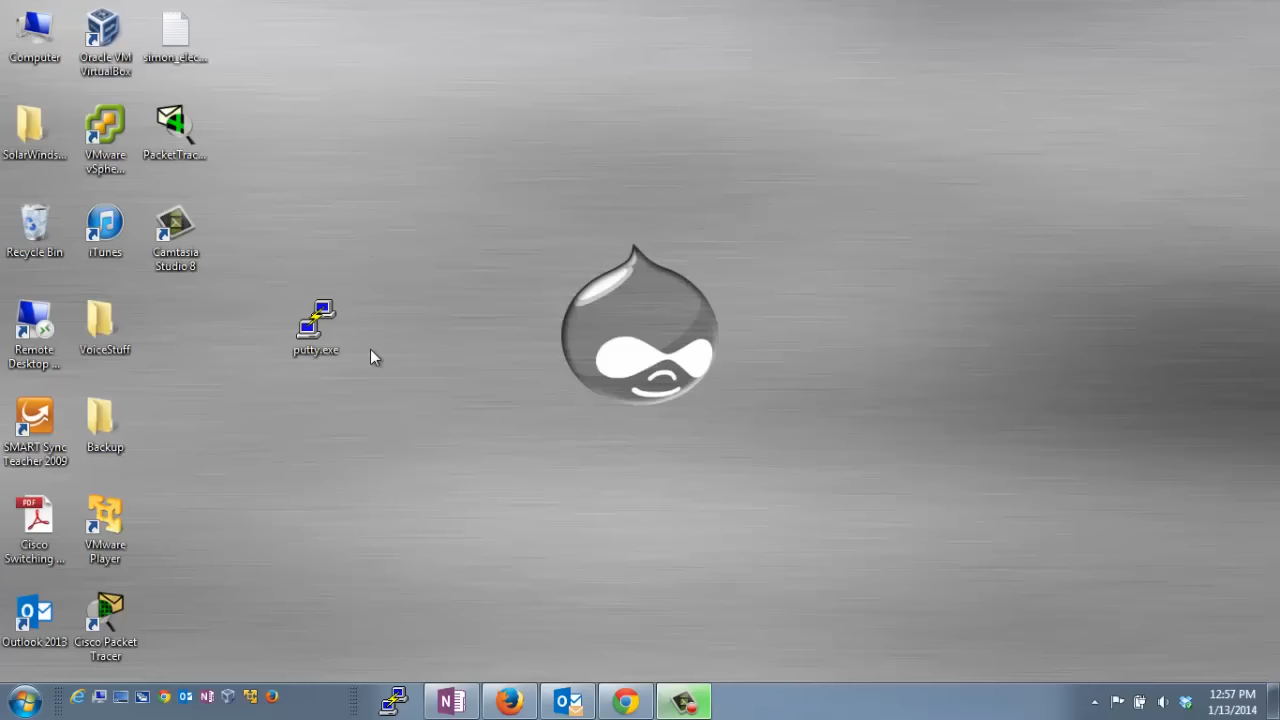 Computer
Oracle VM
VirtualBox
simon_elec...
SolarWinds...
VMware
vSphe...
PacketTrac...
Recycle Bin
iTunes
Camtasia
Studio 8
Remote
Desktop ...
VoiceStuff
putty.exe
SMART Sync
Teacher 2009
Backup
PDF
Cisco
Switching ...
VMware
Player
Outlook 2013
Cisco Packet
Tracer
12:57 PM
1/13/2014